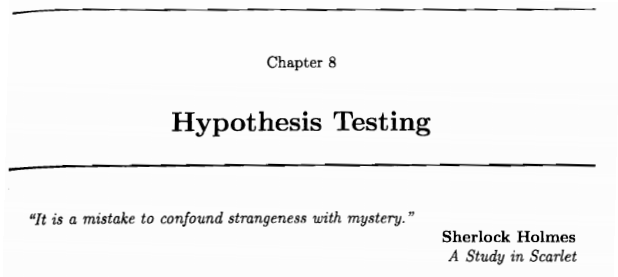 Chapter 8
Hypothesis Testing
“It is a mistake to confound strangeness with mystery.”
Sherlock Holmes
A Study in Scarlet